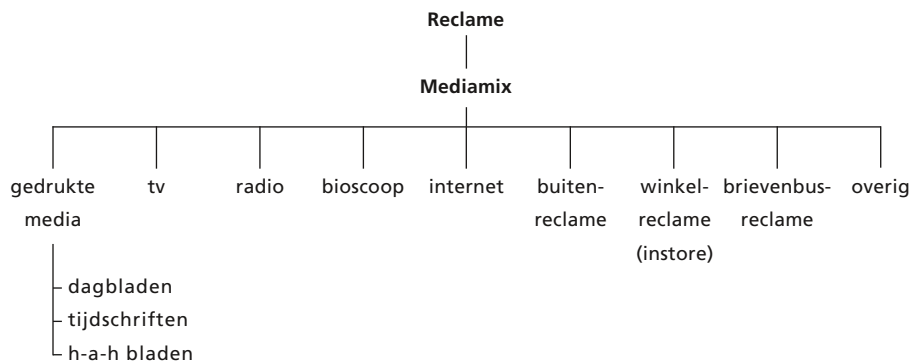 Reclame
Mediamix
gedrukte media
tv
radio
bioscoop
internet
buiten-
reclame
winkel-
reclame
(instore)
brievenbus-
reclame
overig
dagbladen
tijdschriften
h-a-h bladen